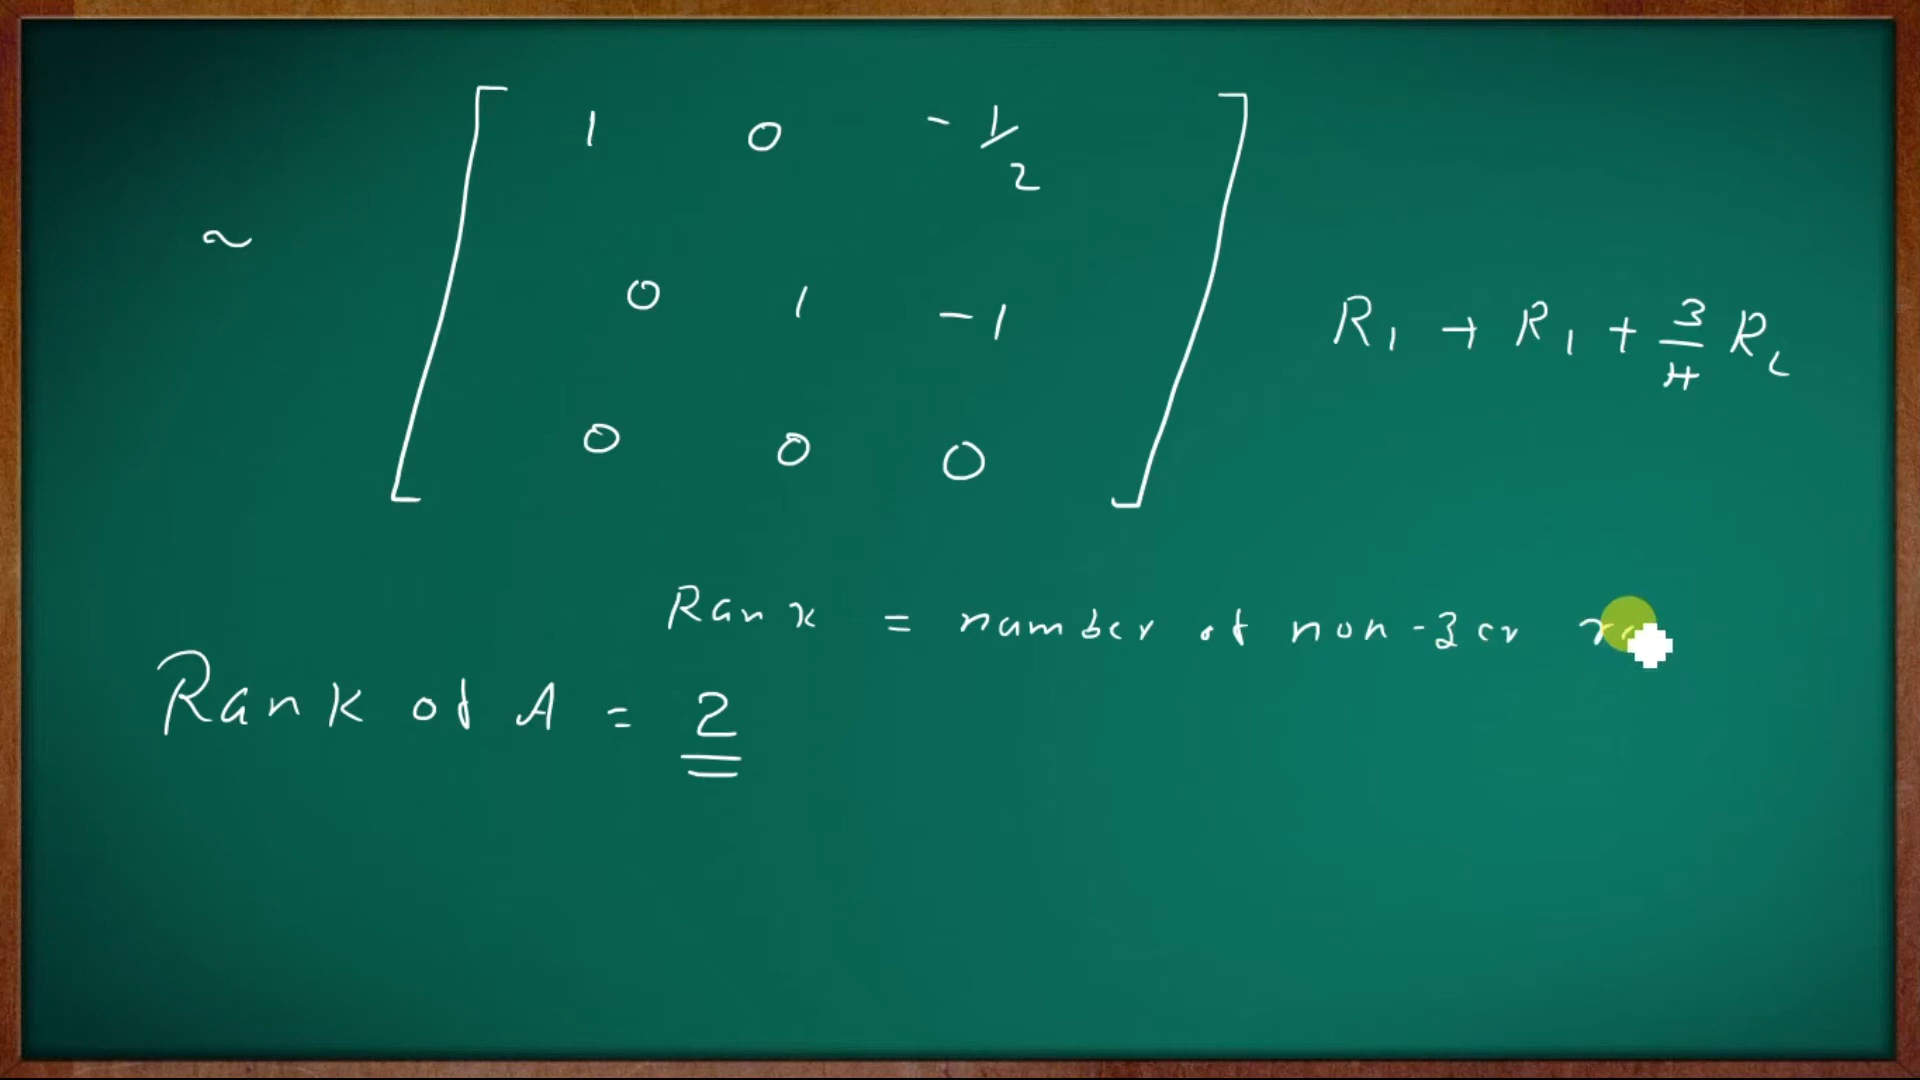 1 0 -1/2
~
0 1 -1 R1 → R1 + 3/4 R2
0 0 0
Rank = number of non-zer
Rank of A = 2